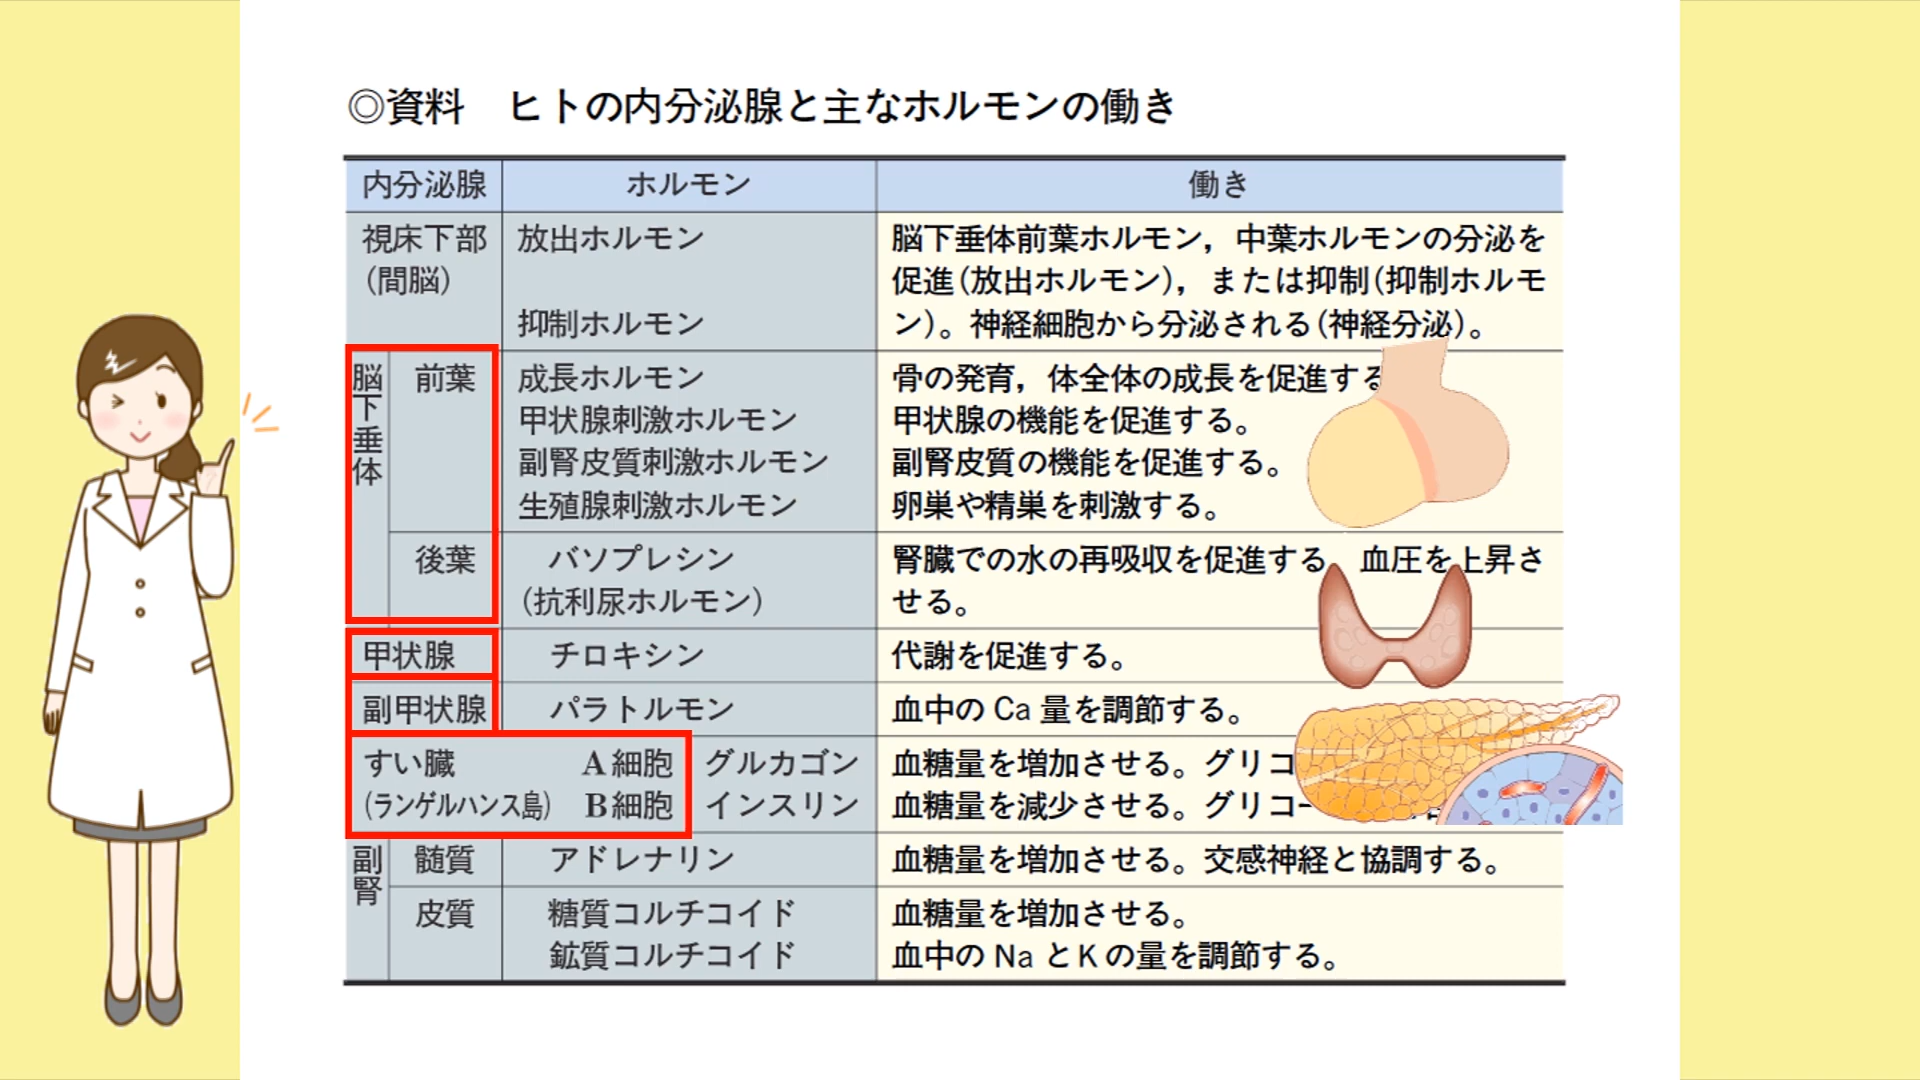 ◎資料　ヒトの内分泌腺と主なホルモンの働き
内分泌腺　ホルモン　働き
視床下部　放出ホルモン　脳下垂体前葉ホルモン，中葉ホルモンの分泌を
（間脳）　促進（放出ホルモン），または抑制（抑制ホルモ
抑制ホルモン　ン）。神経細胞から分泌される（神経分泌）。
脳下垂体　前葉　成長ホルモン　骨の発育，体全体の成長を促進する
甲状腺刺激ホルモン　甲状腺の機能を促進する。
副腎皮質刺激ホルモン　副腎皮質の機能を促進する。
生殖腺刺激ホルモン　卵巣や精巣を刺激する。
後葉　バソプレシン　腎臓での水の再吸収を促進する　血圧を上昇さ
（抗利尿ホルモン）　せる。
甲状腺　チロキシン　代謝を促進する。
副甲状腺　パラトルモン　血中の Ca 量を調節する。
すい臓　A 細胞　グルカゴン　血糖量を増加させる。グリコ
（ランゲルハンス島）　B 細胞　インスリン　血糖量を減少させる。グリコー
副腎　髄質　アドレナリン　血糖量を増加させる。交感神経と協調する。
皮質　糖質コルチコイド　血糖量を増加させる。
鉱質コルチコイド　血中の Na と K の量を調節する。